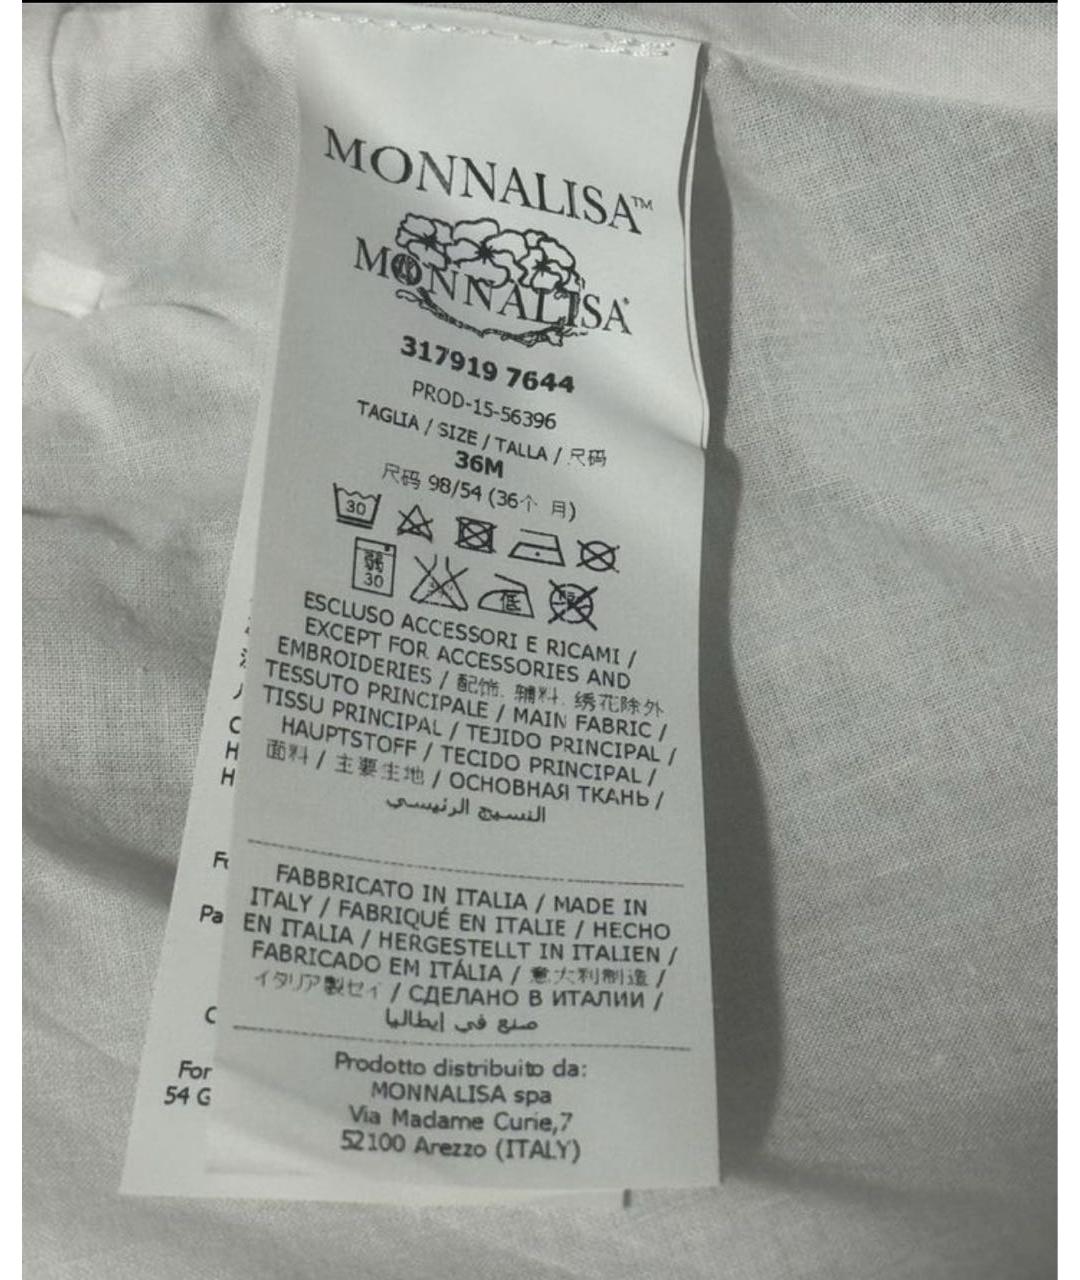 MONNALISA™
MONNALISA®
317919 7644
PROD-15-56396
TAGLIA / SIZE / TALLA / 尺码
36M
尺码 98/54 (36个 月)
30
30
低
ESCLUSO ACCESSORI E RICAMI /
EXCEPT FOR ACCESSORIES AND
EMBROIDERIES / 配饰. 辅料. 绣花除外
TESSUTO PRINCIPALE / MAIN FABRIC /
TISSU PRINCIPAL / TEJIDO PRINCIPAL /
HAUPTSTOFF / TECIDO PRINCIPAL /
面料 / 主要生地 / ОСНОВНАЯ ТКАНЬ /
النسيج الرئيسي
FABBRICATO IN ITALIA / MADE IN
ITALY / FABRIQUÉ EN ITALIE / HECHO
EN ITALIA / HERGESTELLT IN ITALIEN /
FABRICADO EM ITÁLIA / 意大利制造 /
イタリア製セイ / СДЕЛАНО В ИТАЛИИ /
صنع في إيطاليا
Prodotto distribuito da:
MONNALISA spa
Via Madame Curie,7
52100 Arezzo (ITALY)
C
H
H
Pa
C
For
54 G